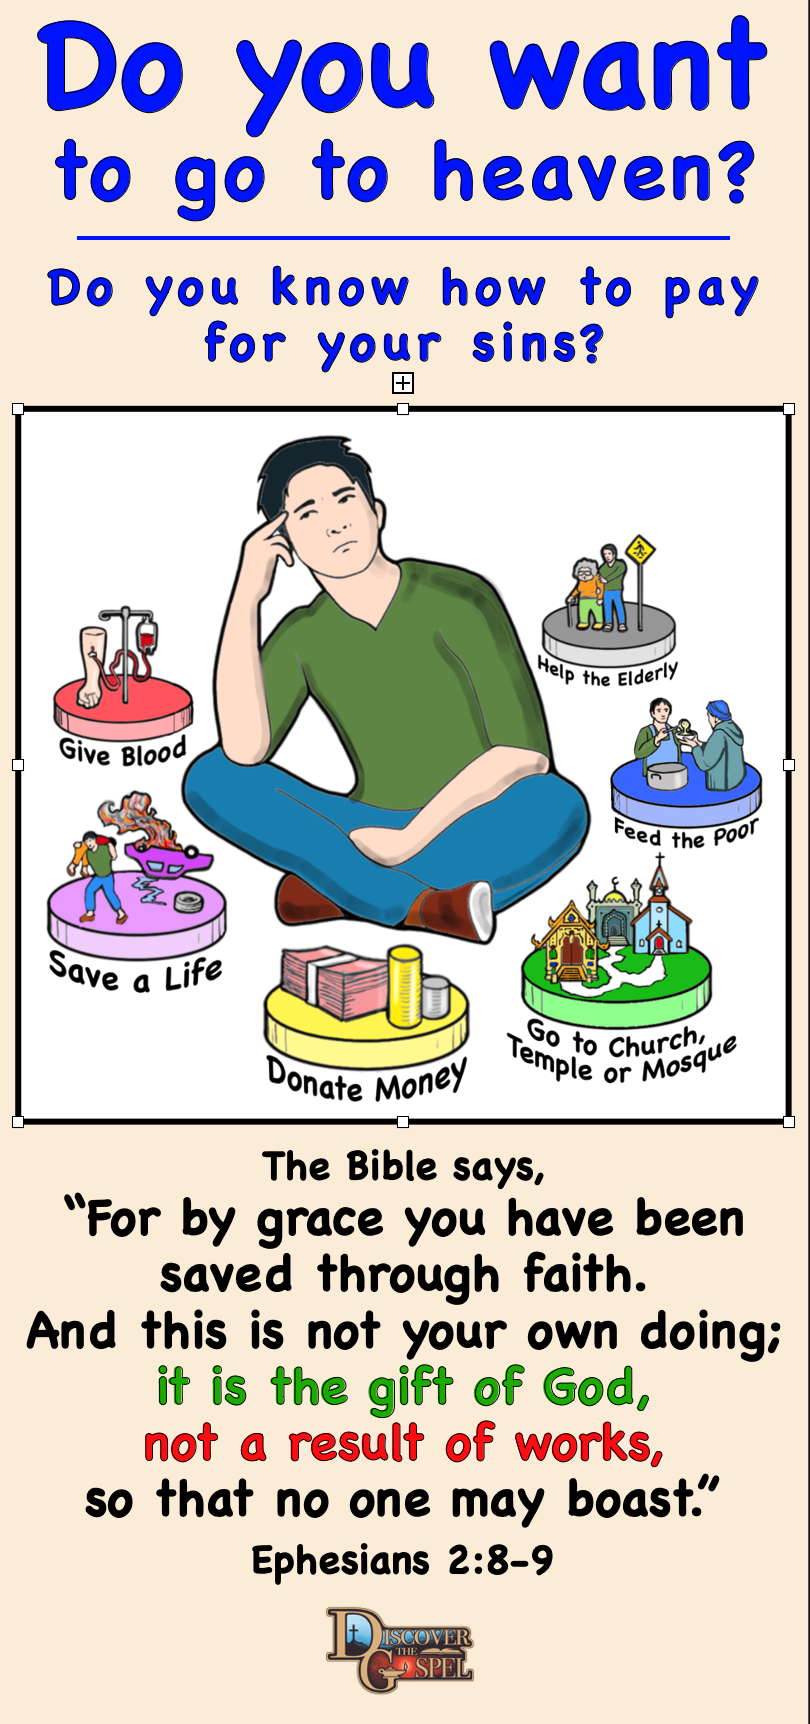 Do you want
to go to heaven?
Do you know how to pay
for your sins?
Help the Elderly
Give Blood
Feed the Poor
Save a Life
Donate Money
Go to Church,
Temple or Mosque
The Bible says,
“For by grace you have been
saved through faith.
And this is not your own doing;
it is the gift of God,
not a result of works,
so that no one may boast.”
Ephesians 2:8-9
DISCOVER
THE
GOSPEL